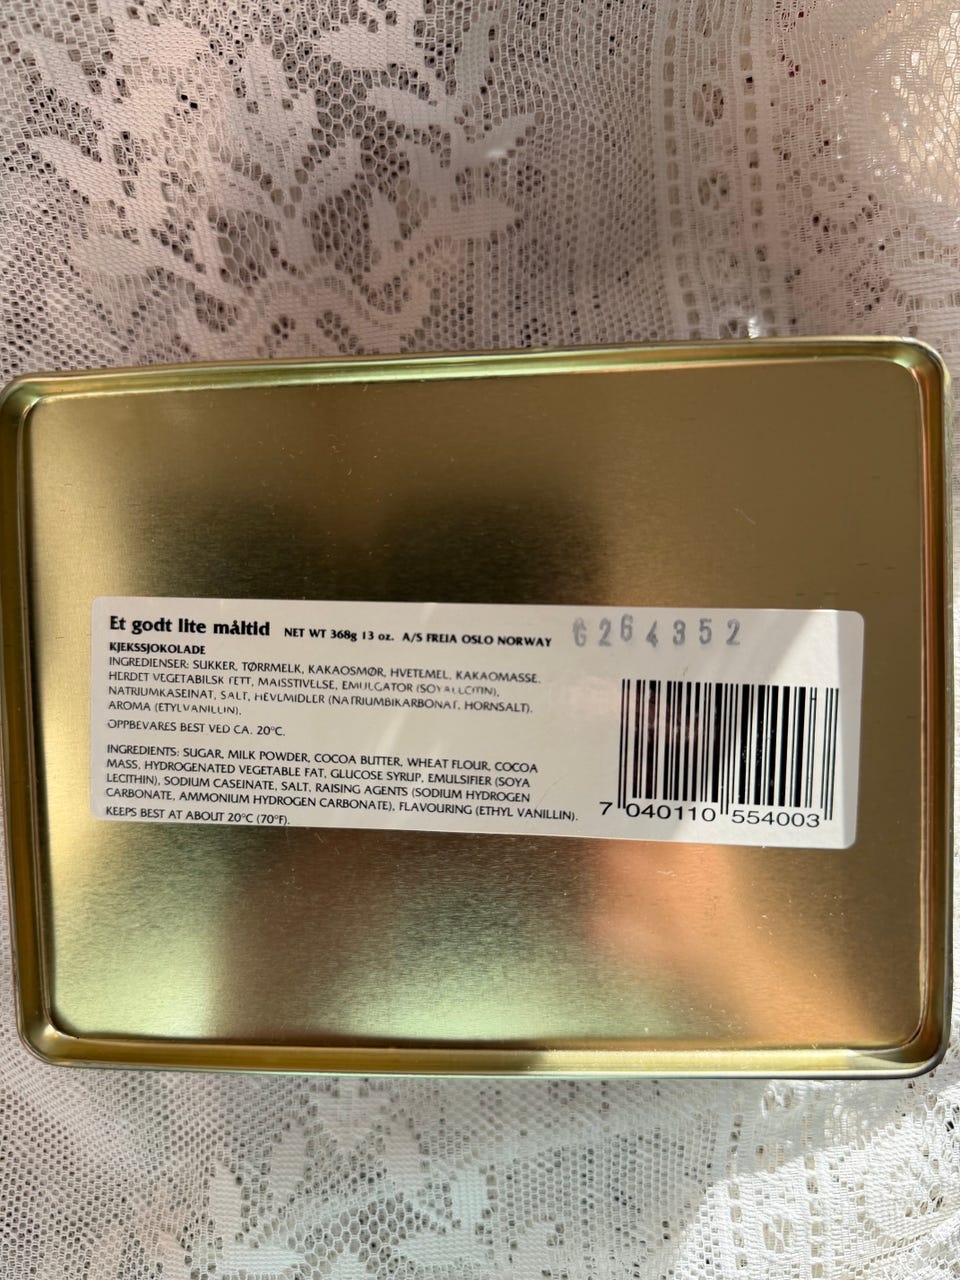 Et godt lite måltid NET WT 368g 13 oz. A/S FREIA OSLO NORWAY
6264352
KJEKSSJOKOLADE
INGREDIENSER: SUKKER, TØRRMELK, KAKAOSMØR, HVETEMEL, KAKAOMASSE,
HERDET VEGETABILSK FETT, MAISSTIVELSE, EMULGATOR (SOYALECITIN),
NATRIUMKASEINAT, SALT, HEVEMIDLER (NATRIUMBIKARBONAT, HORNSALT),
AROMA (ETYLVANILLIN).
OPPBEVARES BEST VED CA. 20°C.
INGREDIENTS: SUGAR, MILK POWDER, COCOA BUTTER, WHEAT FLOUR, COCOA
MASS, HYDROGENATED VEGETABLE FAT, GLUCOSE SYRUP, EMULSIFIER (SOYA
LECITHIN), SODIUM CASEINATE, SALT, RAISING AGENTS (SODIUM HYDROGEN
CARBONATE, AMMONIUM HYDROGEN CARBONATE), FLAVOURING (ETHYL VANILLIN).
KEEPS BEST AT ABOUT 20°C (70°F).
7 040110 554003